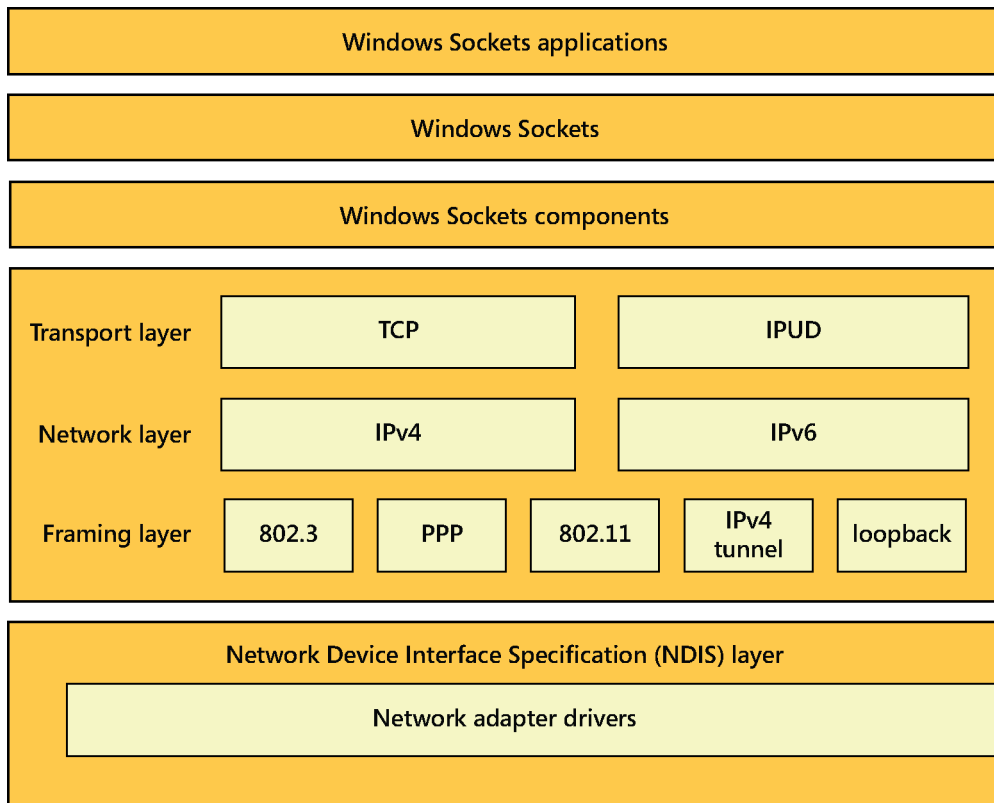 Windows Sockets applications
Windows Sockets
Windows Sockets components
Transport layer
TCP
IPUD
Network layer
IPv4
IPv6
Framing layer
802.3
PPP
802.11
IPv4
tunnel
loopback
Network Device Interface Specification (NDIS) layer
Network adapter drivers